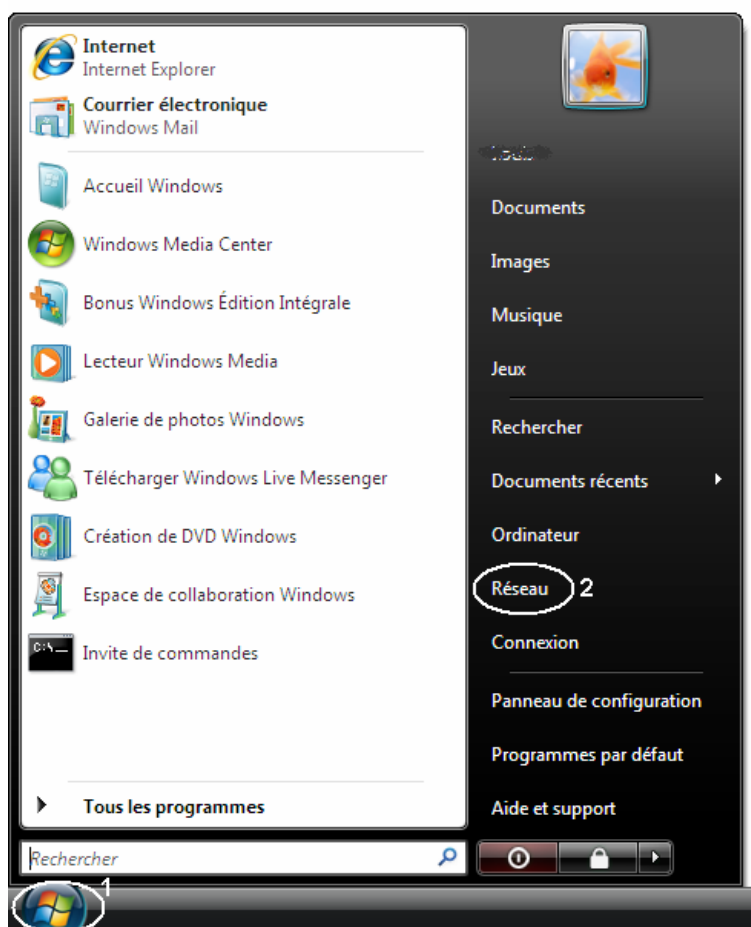 Internet
Internet Explorer
Courrier électronique
Windows Mail
Accueil Windows
Windows Media Center
Bonus Windows Édition Intégrale
Lecteur Windows Media
Galerie de photos Windows
Télécharger Windows Live Messenger
Création de DVD Windows
Espace de collaboration Windows
C:\
Invite de commandes
Tous les programmes
Rechercher
Documents
Images
Musique
Jeux
Rechercher
Documents récents
Ordinateur
Réseau 2
Connexion
Panneau de configuration
Programmes par défaut
Aide et support
1